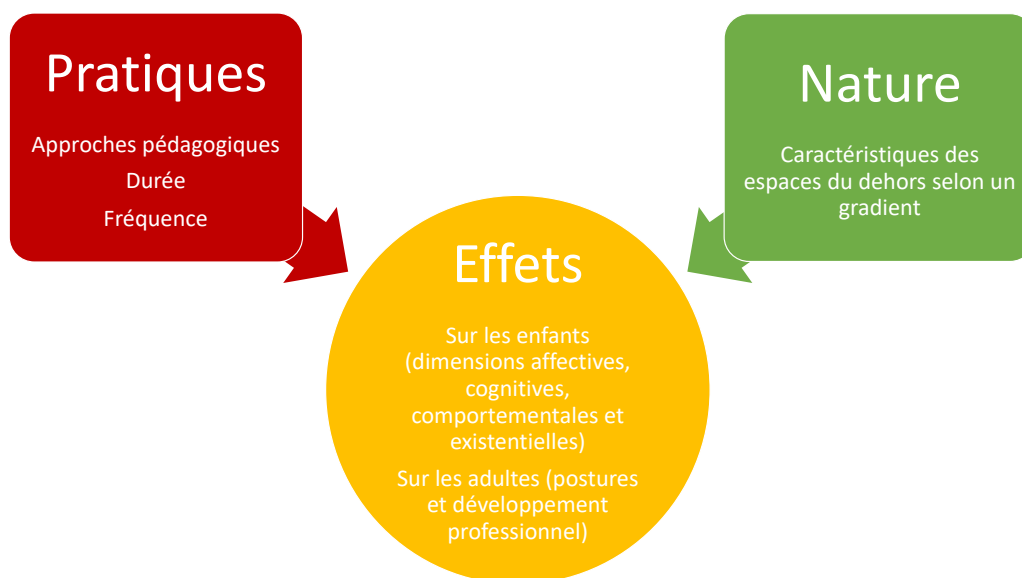 Pratiques
Approches pédagogiques
Durée
Fréquence
Nature
Caractéristiques des
espaces du dehors selon un
gradient
Effets
Sur les enfants
(dimensions affectives,
cognitives,
comportementales et
existentielles)
Sur les adultes (postures
et développement
professionnel)